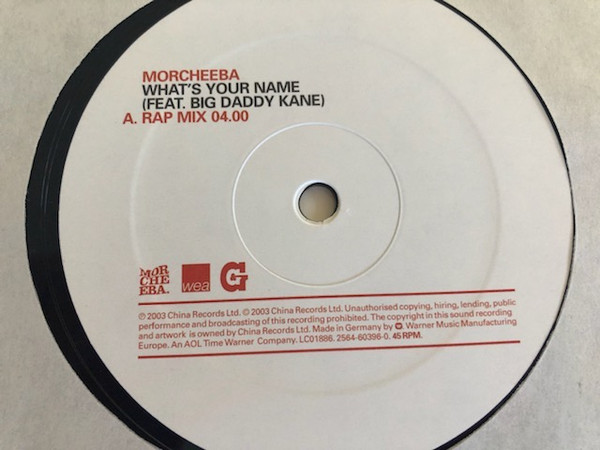 MORCHEEBA
WHAT'S YOUR NAME
(FEAT. BIG DADDY KANE)
A. RAP MIX 04.00
MOR
CHE
EBA.
wea
G
℗ 2003 China Records Ltd. © 2003 China Records Ltd. Unauthorised copying, hiring, lending, public
performance and broadcasting of this recording prohibited. The copyright in this sound recording
and artwork is owned by China Records Ltd. Made in Germany by Warner Music Manufacturing
Europe. An AOL Time Warner Company. LC01886. 2564-60396-0. 45 RPM.